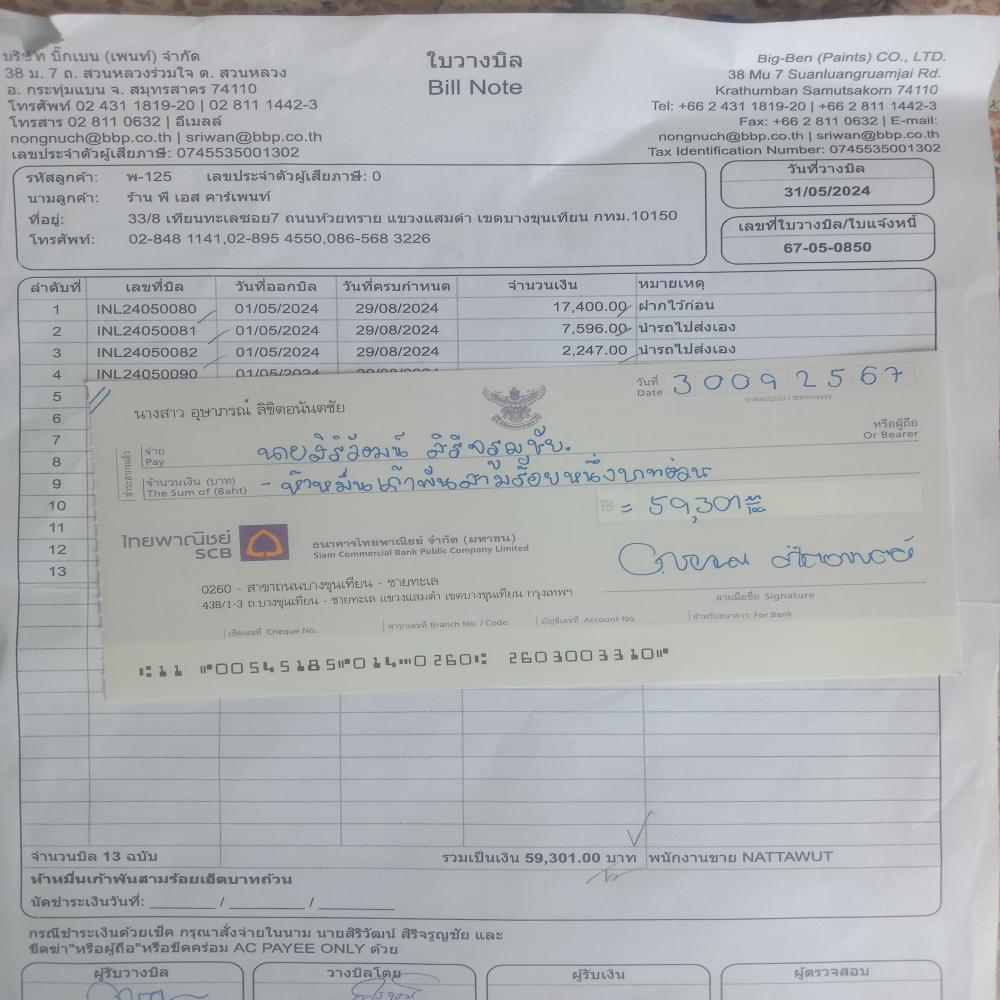 บริษัท บิ๊กเบน (เพนท์) จำกัด
38 ม. 7 ถ. สวนหลวงร่วมใจ ต. สวนหลวง
อ. กระทุ่มแบน จ. สมุทรสาคร 74110
โทรศัพท์ 02 431 1819-20 | 02 811 1442-3
โทรสาร 02 811 0632 | อีเมลล์
nongnuch@bbp.co.th | sriwan@bbp.co.th
เลขประจำตัวผู้เสียภาษี: 0745535001302
ใบวางบิล
Bill Note
Big-Ben (Paints) CO., LTD.
38 Mu 7 Suanluangruamjai Rd.
Krathumban Samutsakorn 74110
Tel: +66 2 431 1819-20 | +66 2 811 1442-3
Fax: +66 2 811 0632 | E-mail:
nongnuch@bbp.co.th | sriwan@bbp.co.th
Tax Identification Number: 0745535001302
รหัสลูกค้า: พ-125 เลขประจำตัวผู้เสียภาษี: 0
นามลูกค้า: ร้าน พี เอส คาร์เพนท์
ที่อยู่: 33/8 เทียนทะเลซอย7 ถนนห้วยทราย แขวงแสมดำ เขตบางขุนเทียน กทม.10150
โทรศัพท์: 02-848 1141,02-895 4550,086-568 3226
วันที่วางบิล
31/05/2024
เลขที่ใบวางบิล/ใบแจ้งหนี้
67-05-0850
ลำดับที่ เลขที่บิล วันที่ออกบิล วันที่ครบกำหนด จำนวนเงิน หมายเหตุ
1 INL24050080 01/05/2024 29/08/2024 17,400.00 ฝากไว้ก่อน
2 INL24050081 01/05/2024 29/08/2024 7,596.00 นำรถไปส่งเอง
3 INL24050082 01/05/2024 29/08/2024 2,247.00 นำรถไปส่งเอง
4 INL24050090 01/05/2024
5
6
7
8
9
10
11
12
13
นางสาว อุษาภรณ์ ลิขิตอนันตชัย
วันที่ Date 30092567
ววดดปปปป / ddmmyyyy
หรือผู้ถือ
Or Bearer
จ่าย
Pay
นายสิริวัฒน์ สิริจรูญชัย.
จำนวนเงิน (บาท)
The Sum of (Baht)
- ห้าหมื่นเก้าพันสามร้อยหนึ่งบาทถ้วน
฿ = 59,301
ไทยพาณิชย์
SCB
ธนาคารไทยพาณิชย์ จำกัด (มหาชน)
Siam Commercial Bank Public Company Limited
0260 - สาขาถนนบางขุนเทียน - ชายทะเล
438/1-3 ถ.บางขุนเทียน - ชายทะเล แขวงแสมดำ เขตบางขุนเทียน กรุงเทพฯ
ลายมือชื่อ Signature
เช็คเลขที่ Cheque No. สาขาเลขที่ Branch No. / Code บัญชีเลขที่ Account No. สำหรับธนาคาร For Bank
⑆11 ⑈00545185⑈014⑉0260⑆ 2603003310⑈
จำนวนบิล 13 ฉบับ รวมเป็นเงิน 59,301.00 บาท พนักงานขาย NATTAWUT
ห้าหมื่นเก้าพันสามร้อยเอ็ดบาทถ้วน
นัดชำระเงินวันที่: ________ / ________ / ________
กรณีชำระเงินด้วยเช็ค กรุณาสั่งจ่ายในนาม นายสิริวัฒน์ สิริจรูญชัย และ
ขีดฆ่า"หรือผู้ถือ"หรือขีดคร่อม AC PAYEE ONLY ด้วย
ผู้รับวางบิล วางบิลโดย ผู้รับเงิน ผู้ตรวจสอบ